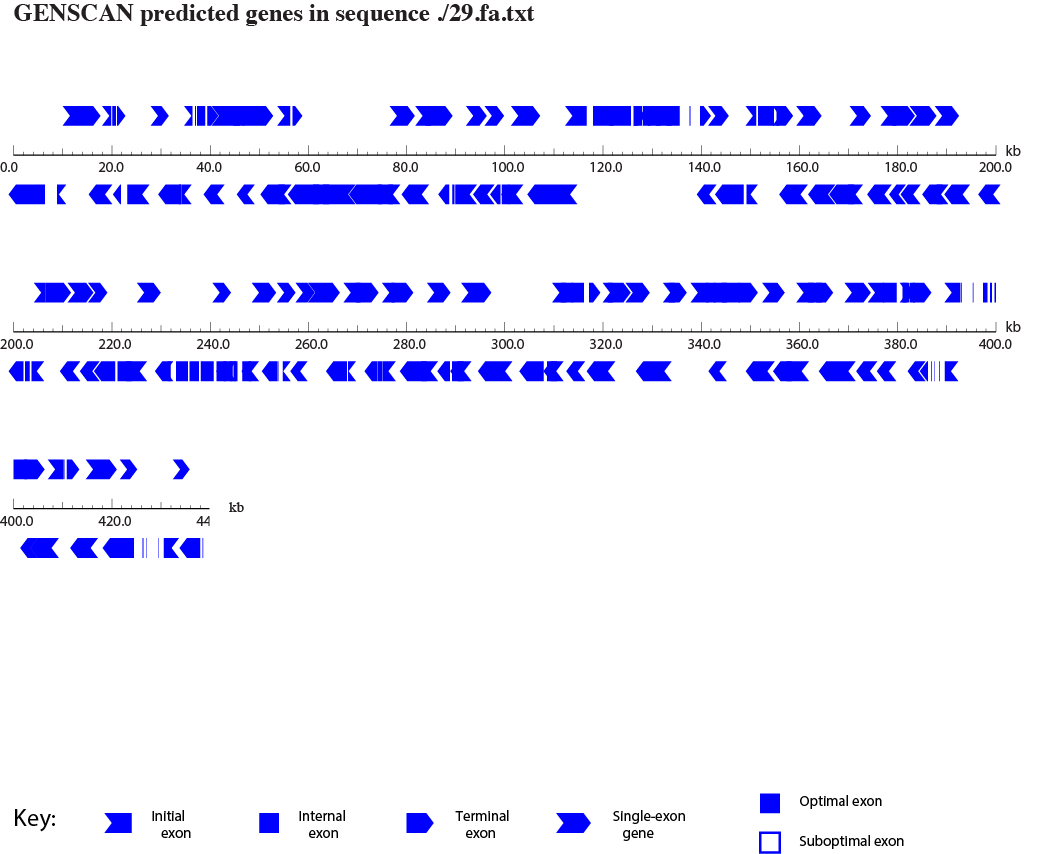 GENSCAN predicted genes in sequence ./29.fa.txt
kb
0.0 20.0 40.0 60.0 80.0 100.0 120.0 140.0 160.0 180.0 200.0
kb
200.0 220.0 240.0 260.0 280.0 300.0 320.0 340.0 360.0 380.0 400.0
kb
400.0 420.0 44
Key:
Initial
exon
Internal
exon
Terminal
exon
Single-exon
gene
Optimal exon
Suboptimal exon